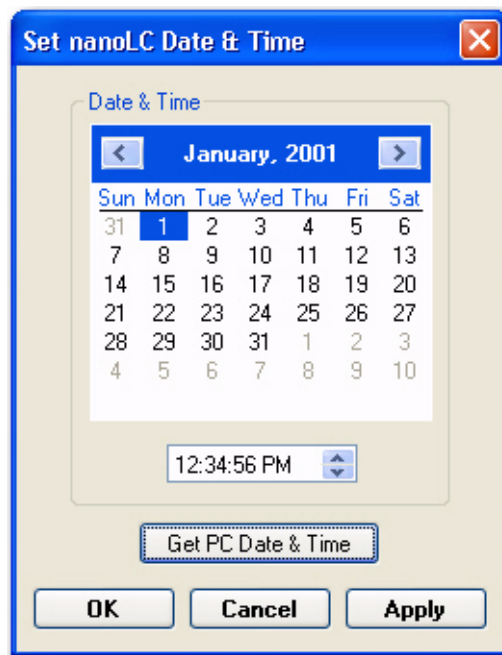 Set nanoLC Date & Time
Date & Time
January, 2001
Sun Mon Tue Wed Thu Fri Sat
31 1 2 3 4 5 6
7 8 9 10 11 12 13
14 15 16 17 18 19 20
21 22 23 24 25 26 27
28 29 30 31 1 2 3
4 5 6 7 8 9 10
12:34:56 PM
Get PC Date & Time
OK Cancel Apply